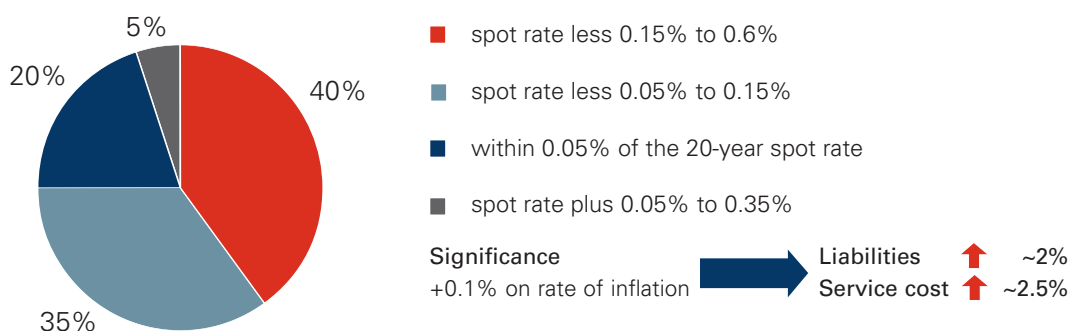 5%
20%
40%
35%
spot rate less 0.15% to 0.6%
spot rate less 0.05% to 0.15%
within 0.05% of the 20-year spot rate
spot rate plus 0.05% to 0.35%
Significance
+0.1% on rate of inflation
Liabilities ~2%
Service cost ~2.5%